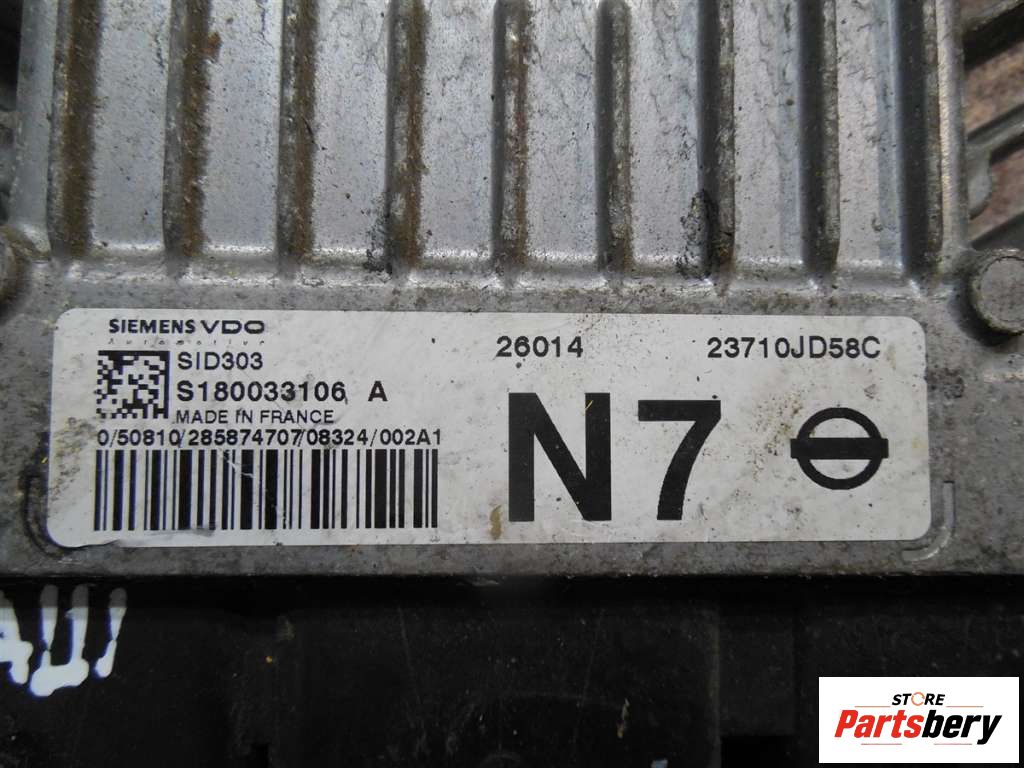 SIEMENS VDO
Automotive
SID303
S180033106 A
MADE IN FRANCE
0/50810/285874707/08324/002A1
26014
23710JD58C
N7
STORE
Partsbery